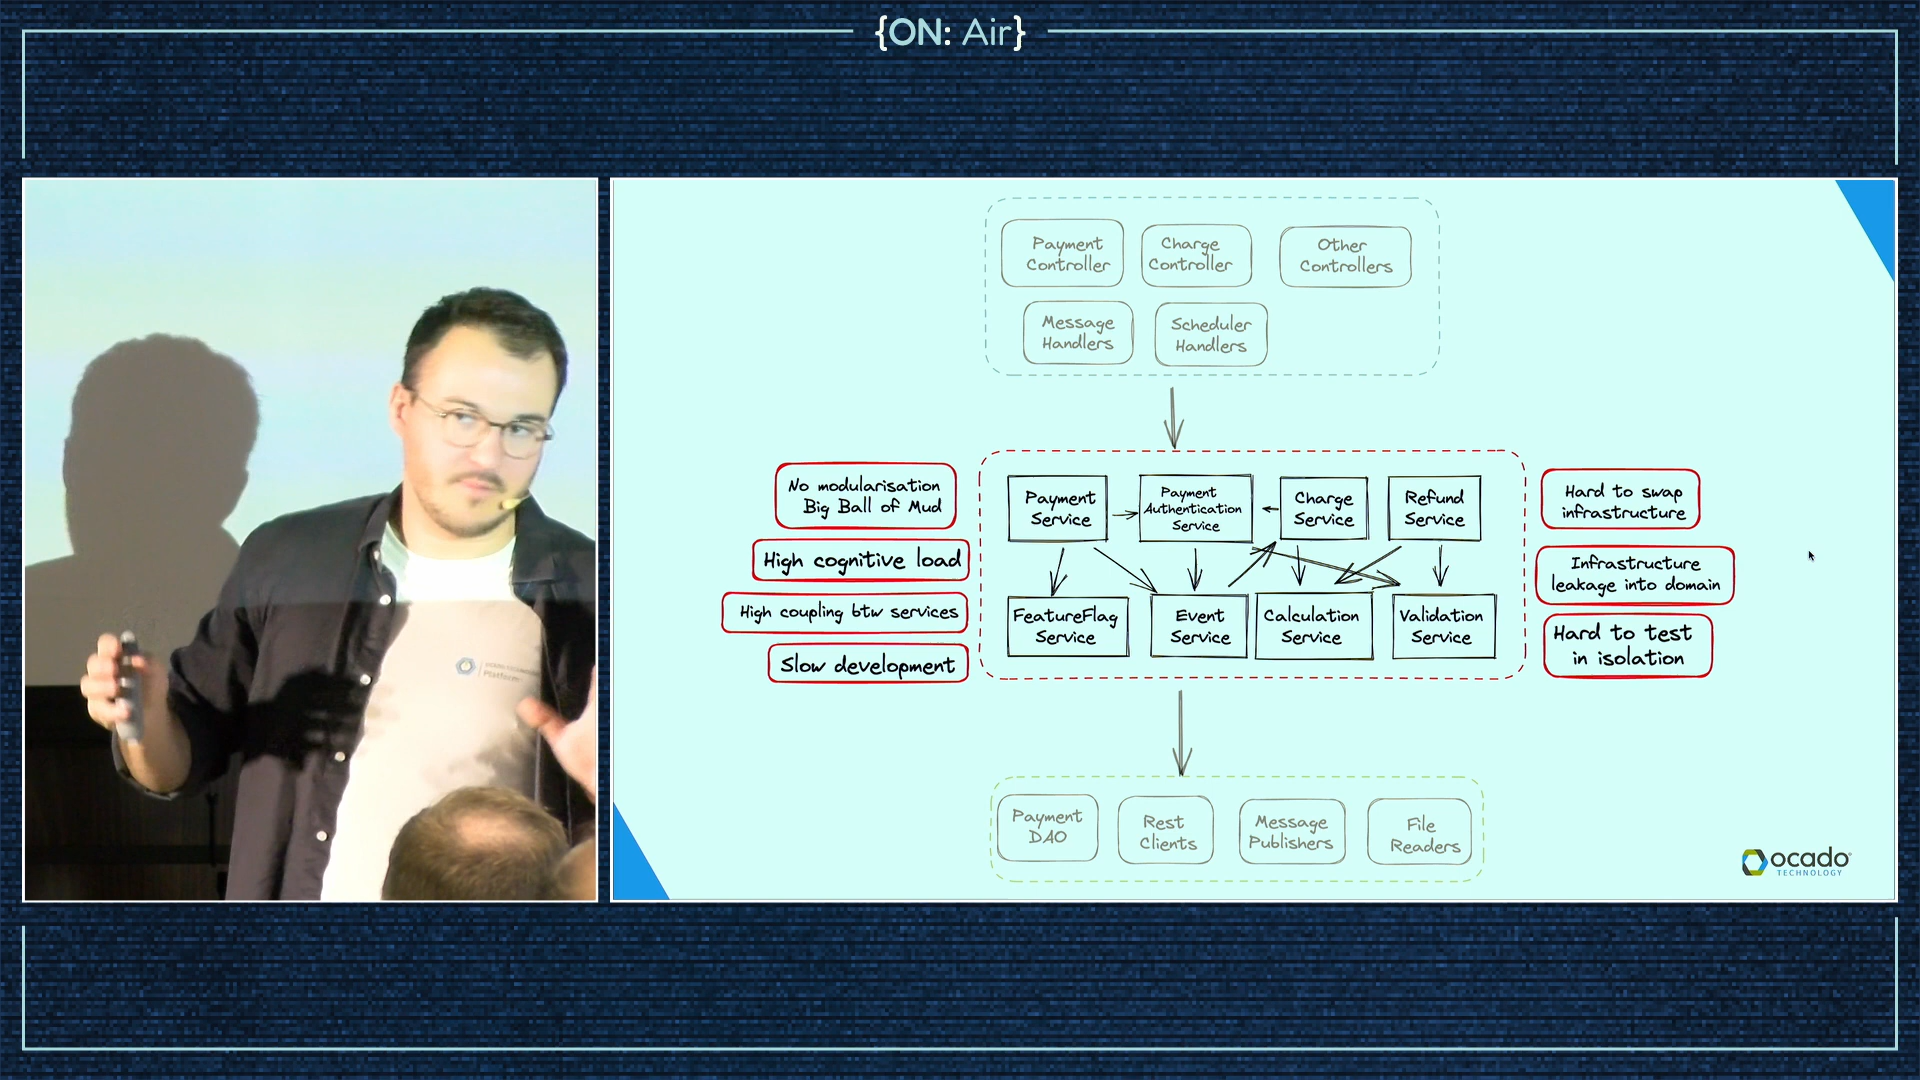 {ON: Air}
Payment
Controller
Charge
Controller
Other
Controllers
Message
Handlers
Scheduler
Handlers
No modularisation
Big Ball of Mud
High cognitive load
High coupling btw services
Slow development
Payment
Service
Payment
Authentication
Service
Charge
Service
Refund
Service
FeatureFlag
Service
Event
Service
Calculation
Service
Validation
Service
Hard to swap
infrastructure
Infrastructure
leakage into domain
Hard to test
in isolation
Payment
DAO
Rest
Clients
Message
Publishers
File
Readers
ocado
TECHNOLOGY
Platform